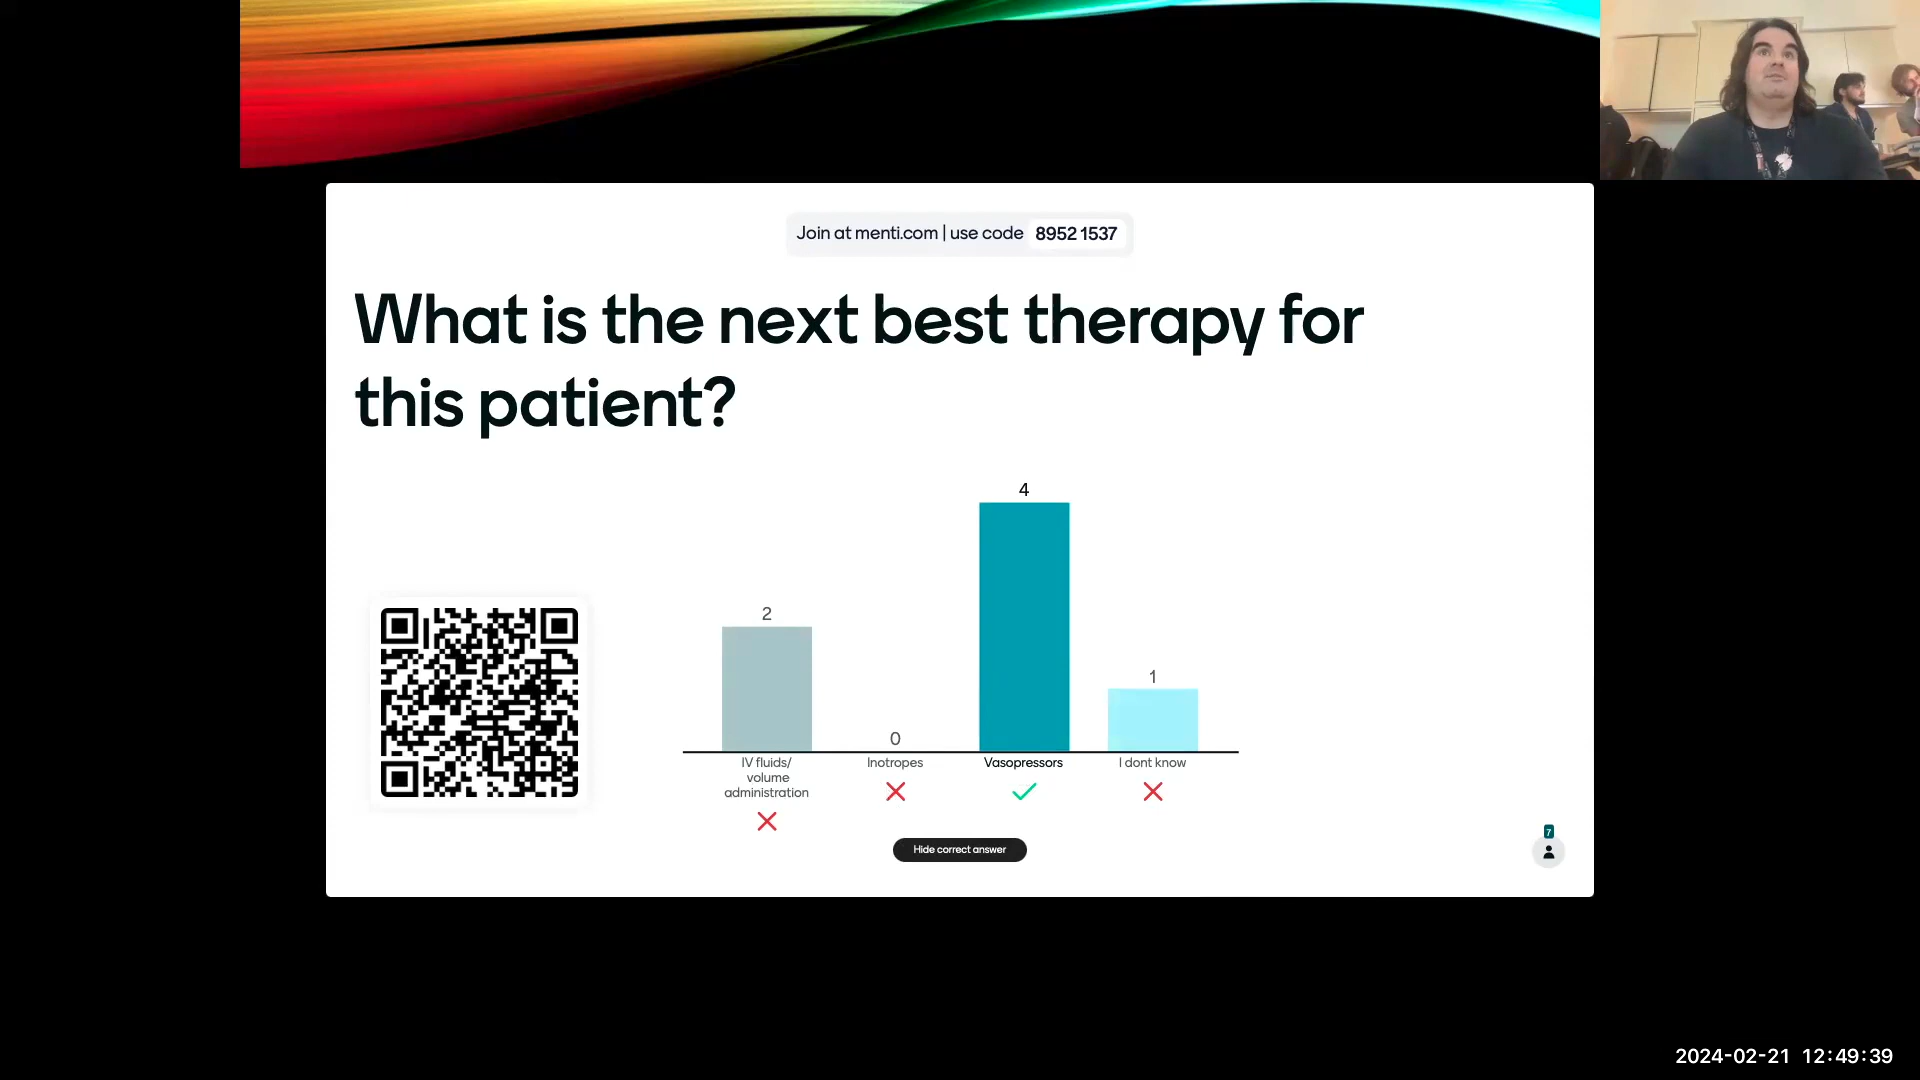 Join at menti.com | use code 8952 1537
What is the next best therapy for
this patient?
4
2
1
0
IV fluids/
volume
administration
Inotropes
Vasopressors
I dont know
7
Hide correct answer
2024-02-21 12:49:39